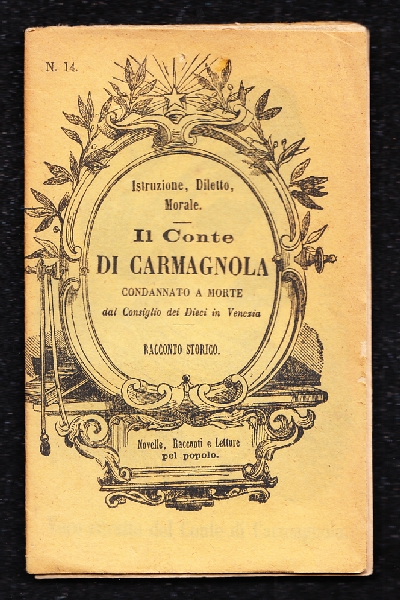 N. 14.
Istruzione, Diletto,
Morale.
Il Conte
DI CARMAGNOLA
CONDANNATO A MORTE
dal Consiglio dei Dieci in Venezia
RACCONTO STORICO.
Novelle, Racconti e Letture
pel popolo.